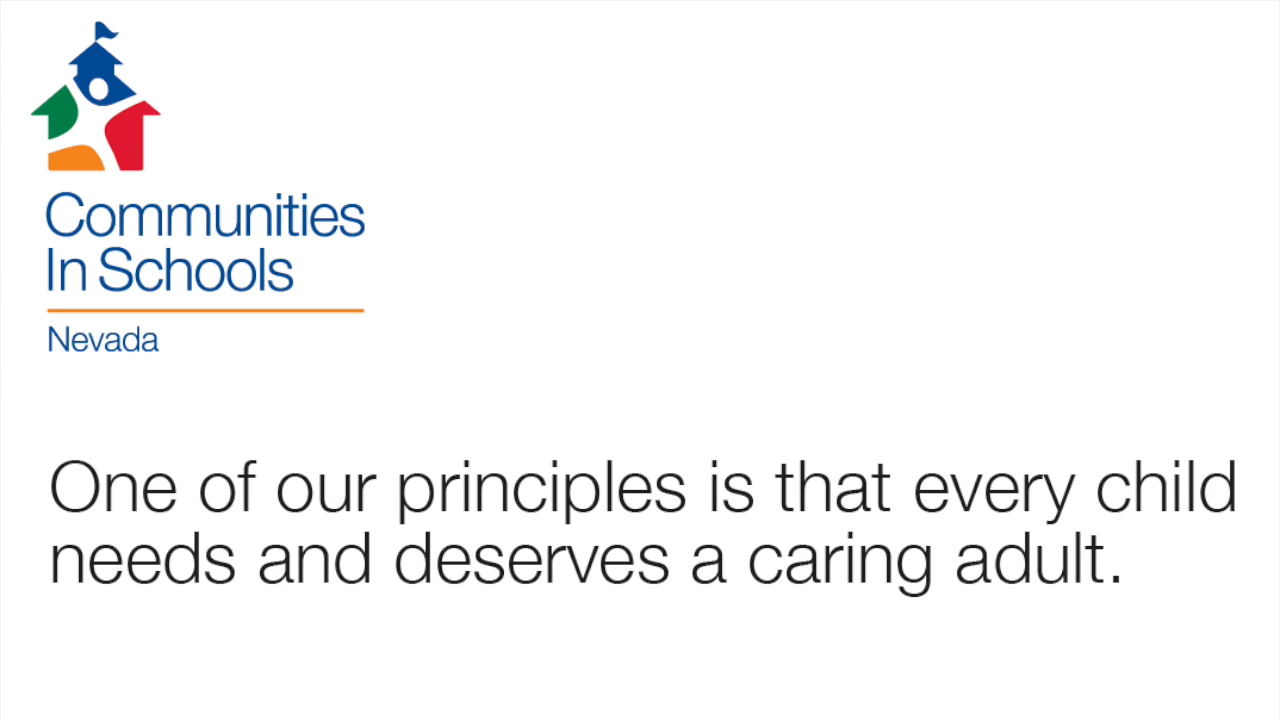 Communities
In Schools
Nevada
One of our principles is that every child
needs and deserves a caring adult.